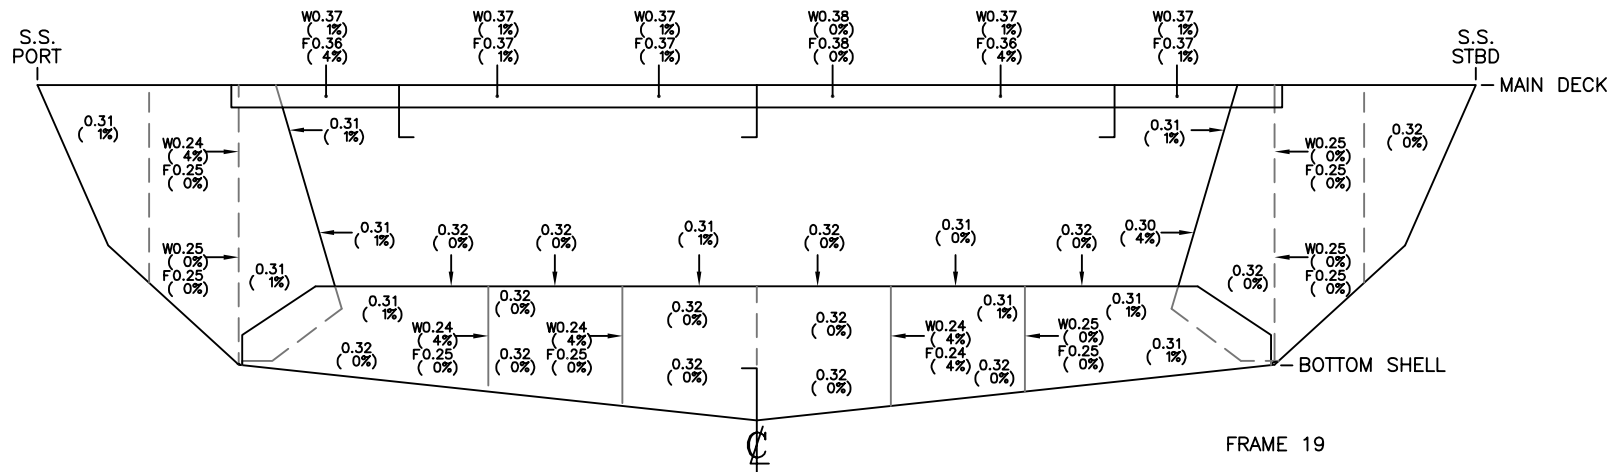 W0.37
( 1%)
F0.36
( 4%)
W0.37
( 1%)
F0.37
( 1%)
W0.37
( 1%)
F0.37
( 1%)
W0.38
( 0%)
F0.38
( 0%)
W0.37
( 1%)
F0.36
( 4%)
W0.37
( 1%)
F0.37
( 1%)
S.S.
PORT
S.S.
STBD
MAIN DECK
0.31
( 1%)
W0.24
( 4%)
F0.25
( 0%)
0.31
( 1%)
0.31
( 1%)
W0.25
( 0%)
F0.25
( 0%)
0.32
( 0%)
W0.25
( 0%)
F0.25
( 0%)
0.31
( 1%)
0.31
( 1%)
0.32
( 0%)
0.32
( 0%)
0.31
( 1%)
0.32
( 0%)
0.31
( 0%)
0.32
( 0%)
0.30
( 4%)
0.32
( 0%)
W0.25
( 0%)
F0.25
( 0%)
0.31
( 1%)
0.32
( 0%)
0.32
( 0%)
0.32
( 0%)
0.31
( 1%)
0.31
( 1%)
0.32
( 0%)
W0.24
( 4%)
F0.25
( 0%)
0.32
( 0%)
W0.24
( 4%)
F0.25
( 0%)
0.32
( 0%)
0.32
( 0%)
W0.24
( 4%)
F0.24
( 4%)
0.32
( 0%)
W0.25
( 0%)
F0.25
( 0%)
0.31
( 1%)
BOTTOM SHELL
℄
FRAME 19